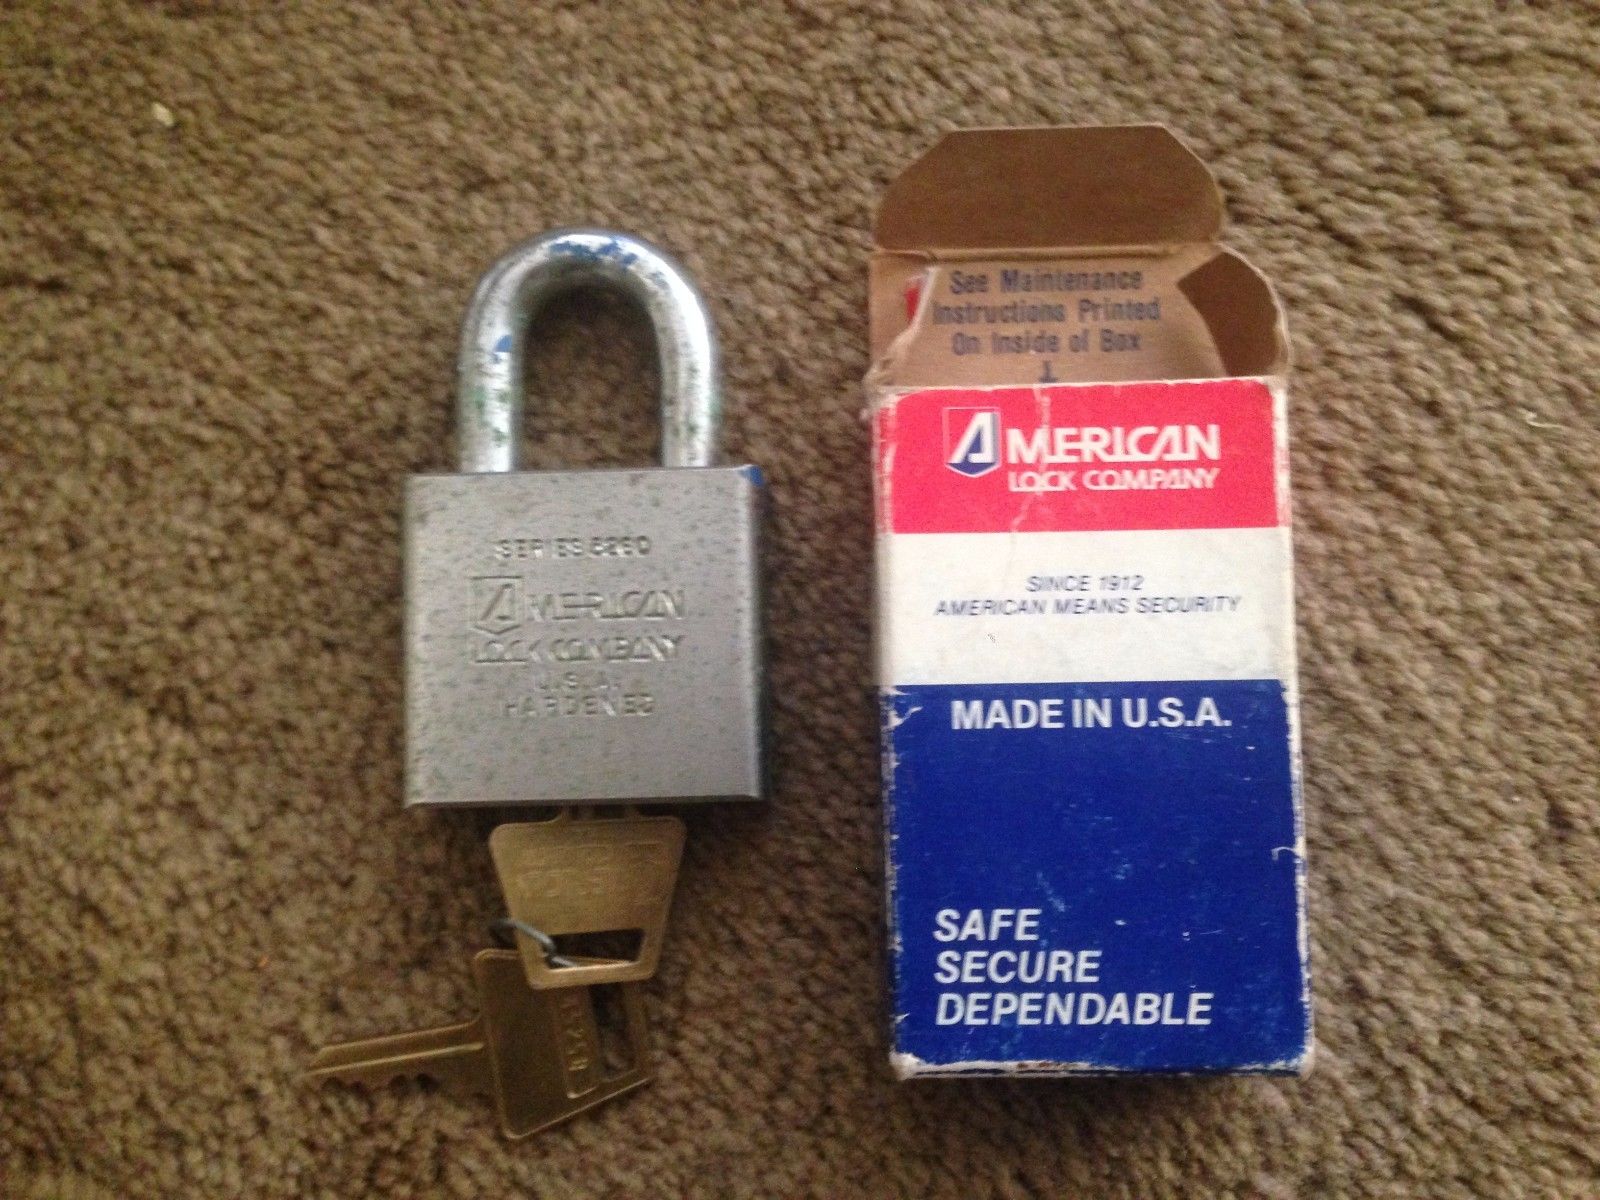 SERIES 5260
AMERICAN
LOCK COMPANY
U.S.A.
HARDENED
See Maintenance
Instructions Printed
On Inside of Box
AMERICAN
LOCK COMPANY
SINCE 1912
AMERICAN MEANS SECURITY
MADE IN U.S.A.
SAFE
SECURE
DEPENDABLE